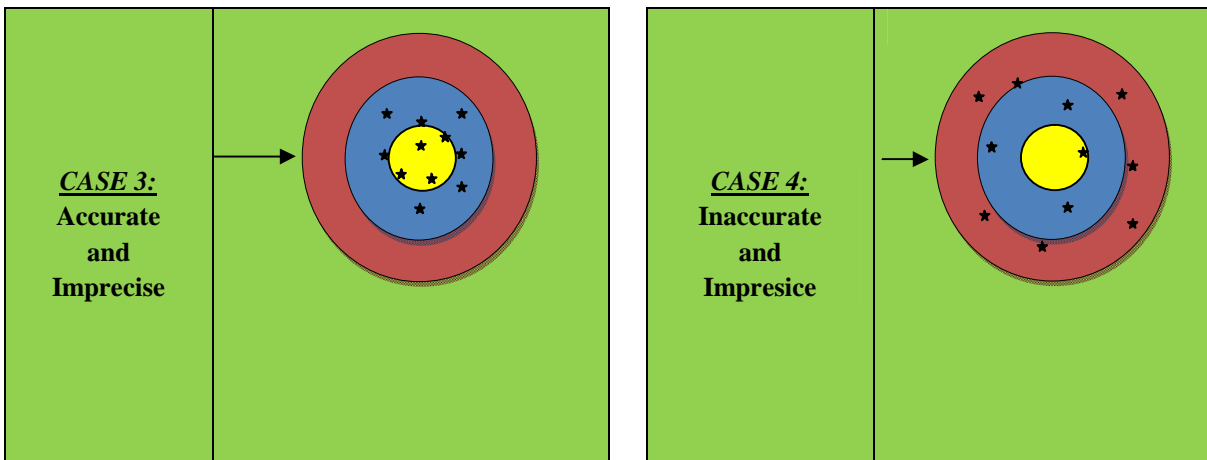 CASE 3:
Accurate
and
Imprecise
CASE 4:
Inaccurate
and
Impresice